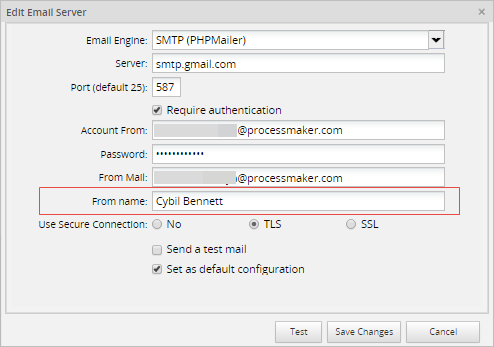 Edit Email Server
Email Engine: SMTP (PHPMailer)
Server: smtp.gmail.com
Port (default 25): 587
Require authentication
Account From: @processmaker.com
Password: ••••••••••••
From Mail: @processmaker.com
From name: Cybil Bennett
Use Secure Connection: No TLS SSL
Send a test mail
Set as default configuration
Test Save Changes Cancel